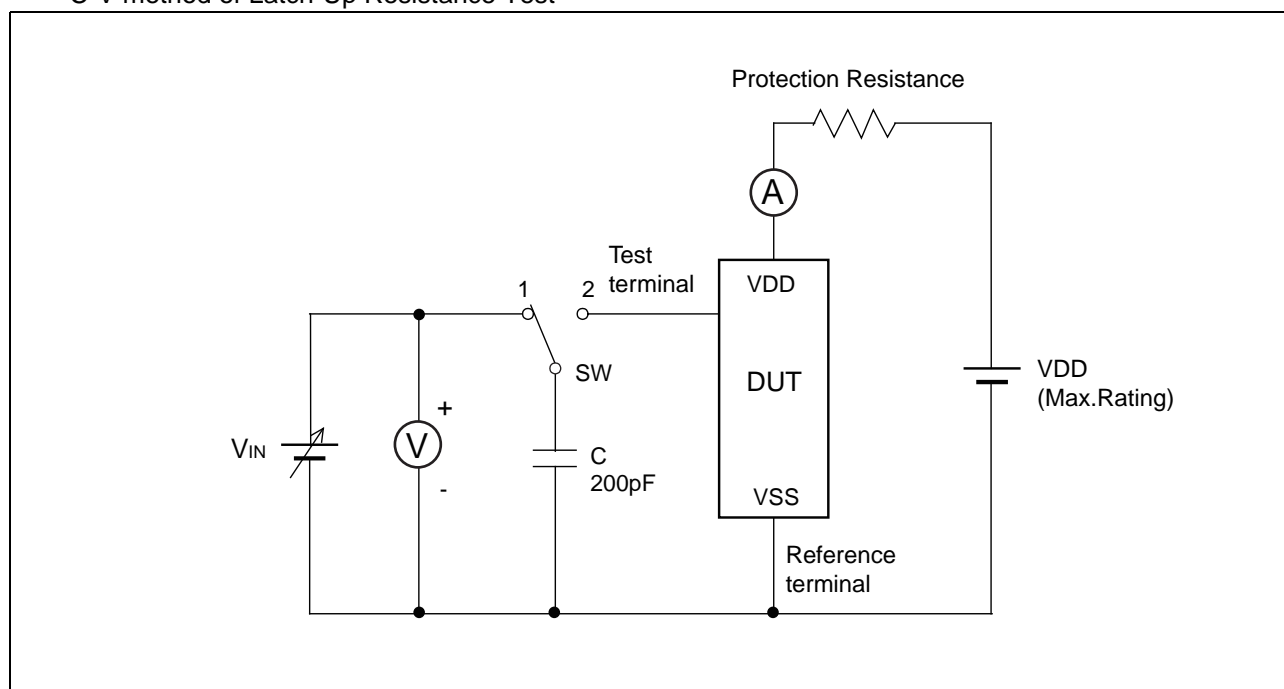 C-V method of Latch-Up Resistance Test
Protection Resistance
A
Test
terminal
VDD
1
2
SW
DUT
VDD
(Max.Rating)
+
VIN
V
C
200pF
-
VSS
Reference
terminal